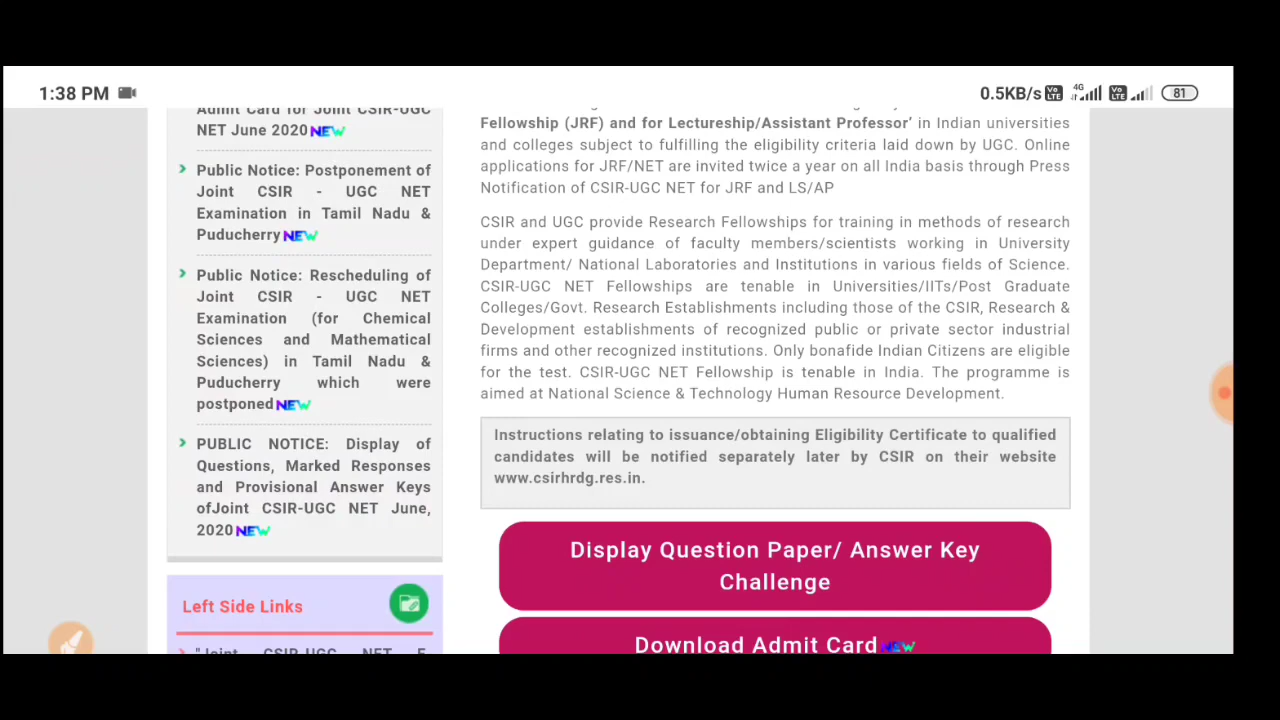 1:38 PM
0.5KB/s Vo LTE 4G Vo LTE 81
Admit Card for Joint CSIR-UGC
NET June 2020 NEW
Public Notice: Postponement of
Joint CSIR - UGC NET
Examination in Tamil Nadu &
Puducherry NEW
Public Notice: Rescheduling of
Joint CSIR - UGC NET
Examination (for Chemical
Sciences and Mathematical
Sciences) in Tamil Nadu &
Puducherry which were
postponed NEW
PUBLIC NOTICE: Display of
Questions, Marked Responses
and Provisional Answer Keys
ofJoint CSIR-UGC NET June,
2020 NEW
Left Side Links
"Joint CSIR-UGC NET
Fellowship (JRF) and for Lectureship/Assistant Professor' in Indian universities
and colleges subject to fulfilling the eligibility criteria laid down by UGC. Online
applications for JRF/NET are invited twice a year on all India basis through Press
Notification of CSIR-UGC NET for JRF and LS/AP
CSIR and UGC provide Research Fellowships for training in methods of research
under expert guidance of faculty members/scientists working in University
Department/ National Laboratories and Institutions in various fields of Science.
CSIR-UGC NET Fellowships are tenable in Universities/IITs/Post Graduate
Colleges/Govt. Research Establishments including those of the CSIR, Research &
Development establishments of recognized public or private sector industrial
firms and other recognized institutions. Only bonafide Indian Citizens are eligible
for the test. CSIR-UGC NET Fellowship is tenable in India. The programme is
aimed at National Science & Technology Human Resource Development.
Instructions relating to issuance/obtaining Eligibility Certificate to qualified
candidates will be notified separately later by CSIR on their website
www.csirhrdg.res.in.
Display Question Paper/ Answer Key
Challenge
Download Admit Card NEW